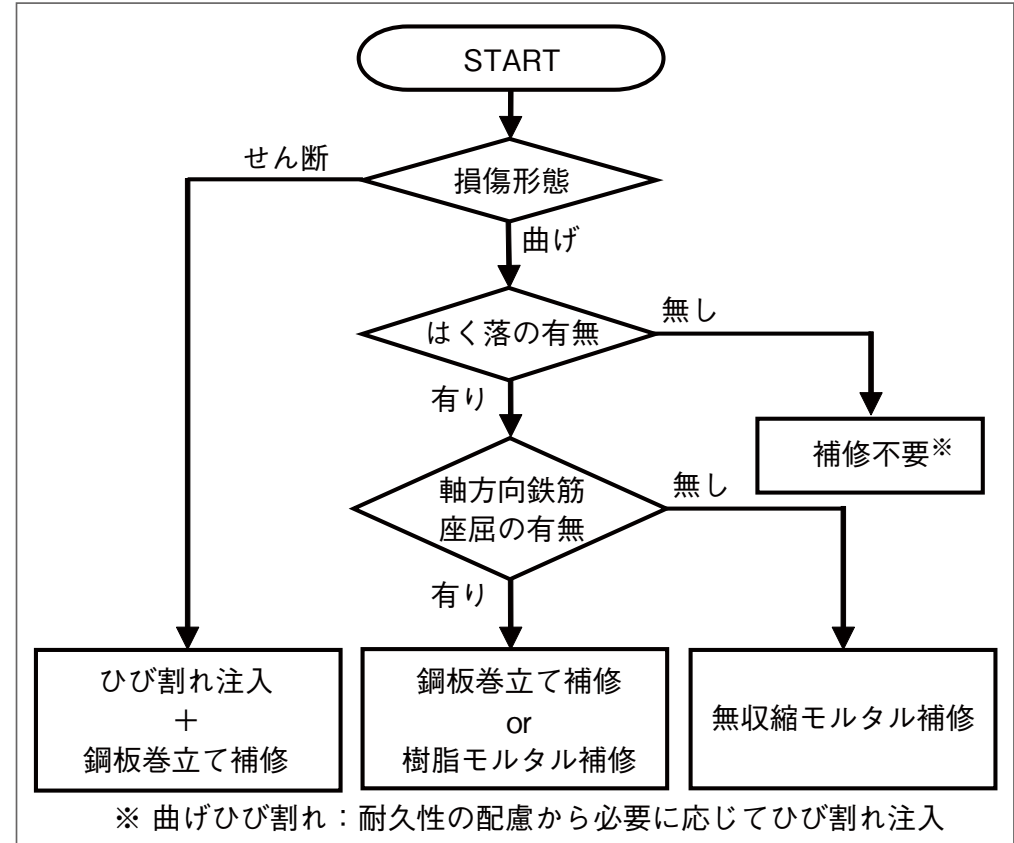 START
せん断
損傷形態
曲げ
はく落の有無
無し
有り
補修不要※
軸方向鉄筋
座屈の有無
無し
有り
ひび割れ注入
+
鋼板巻立て補修
鋼板巻立て補修
or
樹脂モルタル補修
無収縮モルタル補修
※ 曲げひび割れ：耐久性の配慮から必要に応じてひび割れ注入